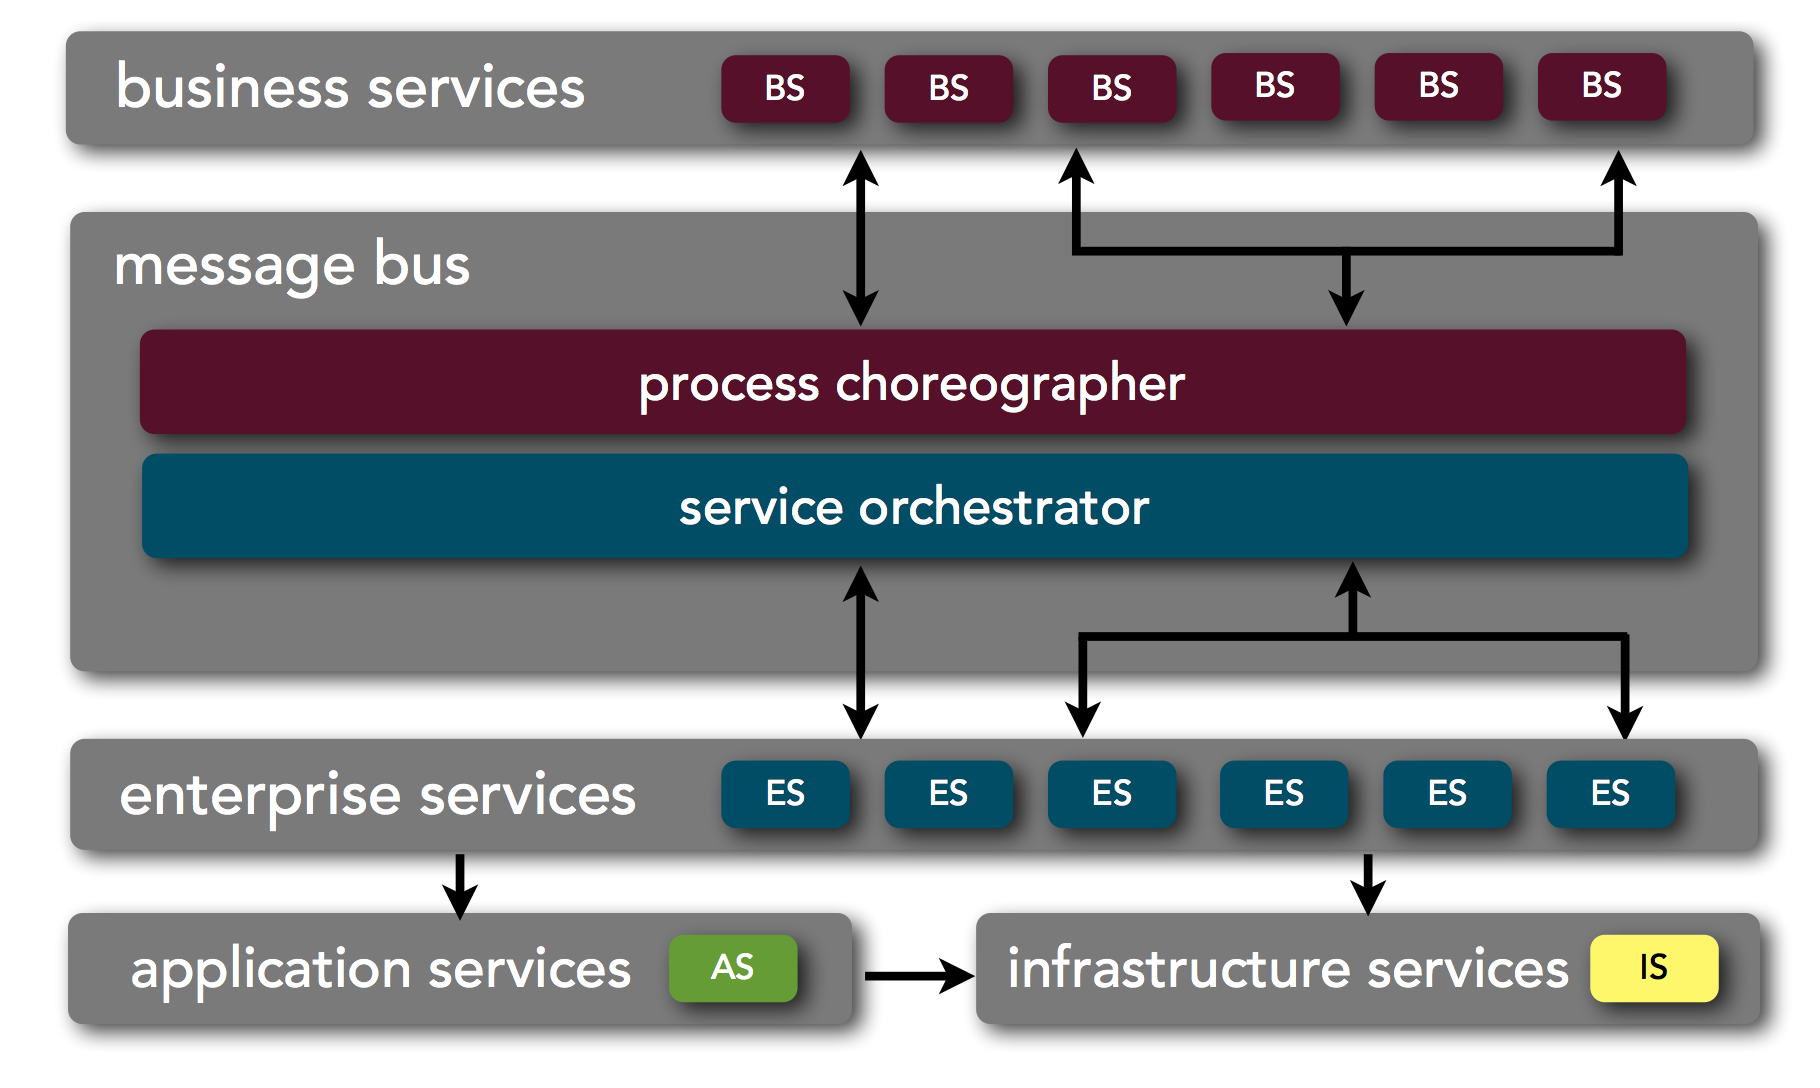 business services BS BS BS BS BS BS
message bus
process choreographer
service orchestrator
enterprise services ES ES ES ES ES ES
application services AS infrastructure services IS